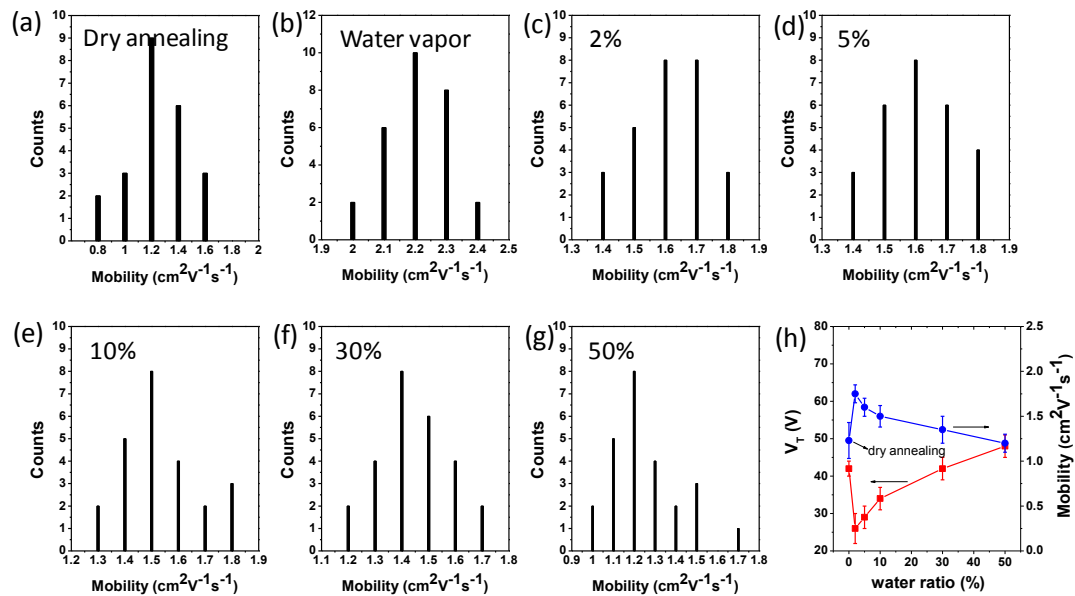 (a)
Dry annealing
10
9
8
7
6
5
4
3
2
1
0
Counts
0.8 1 1.2 1.4 1.6 2
Mobility (cm²V⁻¹s⁻¹)
(b)
Water vapor
12
10
8
6
4
2
0
Counts
1.9 2 2.1 2.2 2.3 2.4 2.5
Mobility (cm²V⁻¹s⁻¹)
(c)
2%
10
9
8
7
6
5
4
3
2
1
0
Counts
1.3 1.4 1.5 1.6 1.7 1.8 1.9
Mobility (cm²V⁻¹s⁻¹)
(d)
5%
10
9
8
7
6
5
4
3
2
1
0
Counts
1.3 1.4 1.5 1.6 1.7 1.8 1.9
Mobility (cm²V⁻¹s⁻¹)
(e)
10%
10
8
6
4
2
0
Counts
1.2 1.3 1.4 1.5 1.6 1.7 1.8 1.9
Mobility (cm²V⁻¹s⁻¹)
(f)
30%
10
9
8
7
6
5
4
3
2
1
0
Counts
1.1 1.2 1.3 1.4 1.5 1.6 1.7 1.8
Mobility (cm²V⁻¹s⁻¹)
(g)
50%
10
9
8
7
6
5
4
3
2
1
0
Counts
0.9 1 1.1 1.2 1.3 1.4 1.5 1.7 1.8
Mobility (cm²V⁻¹s⁻¹)
(h)
80
70
60
50
40
30
20
V_T (V)
dry annealing
2.5
2.0
1.5
1.0
0.5
0.0
Mobility (cm²V⁻¹s⁻¹)
0 10 20 30 40 50
water ratio (%)